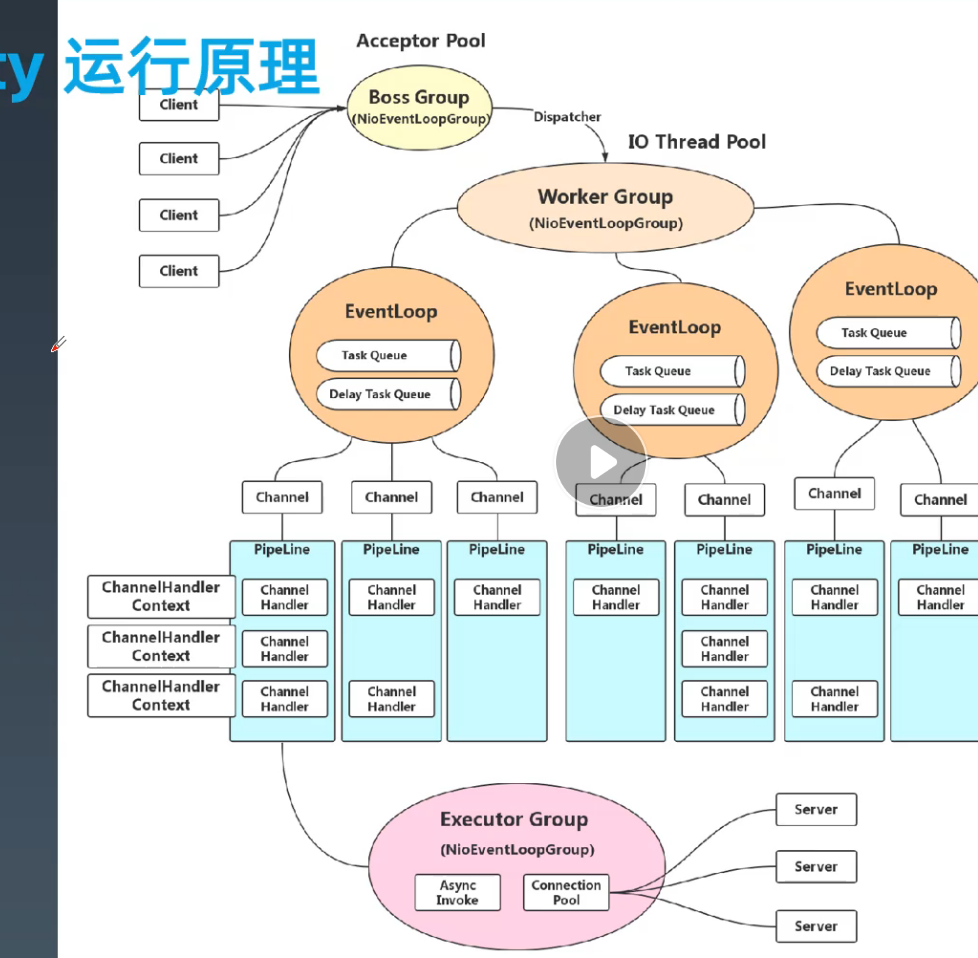 ty 运行原理
Acceptor Pool
Boss Group
(NioEventLoopGroup)
Client
Client
Client
Client
Dispatcher
IO Thread Pool
Worker Group
(NioEventLoopGroup)
EventLoop
Task Queue
Delay Task Queue
EventLoop
Task Queue
Delay Task Queue
EventLoop
Task Queue
Delay Task Queue
Channel
Channel
Channel
Channel
Channel
Channel
Channel
PipeLine
PipeLine
PipeLine
PipeLine
PipeLine
PipeLine
PipeLine
ChannelHandler
Context
ChannelHandler
Context
ChannelHandler
Context
Channel
Handler
Channel
Handler
Channel
Handler
Channel
Handler
Channel
Handler
Channel
Handler
Channel
Handler
Channel
Handler
Channel
Handler
Channel
Handler
Channel
Handler
Channel
Handler
Channel
Handler
Channel
Handler
Executor Group
(NioEventLoopGroup)
Async
Invoke
Connection
Pool
Server
Server
Server